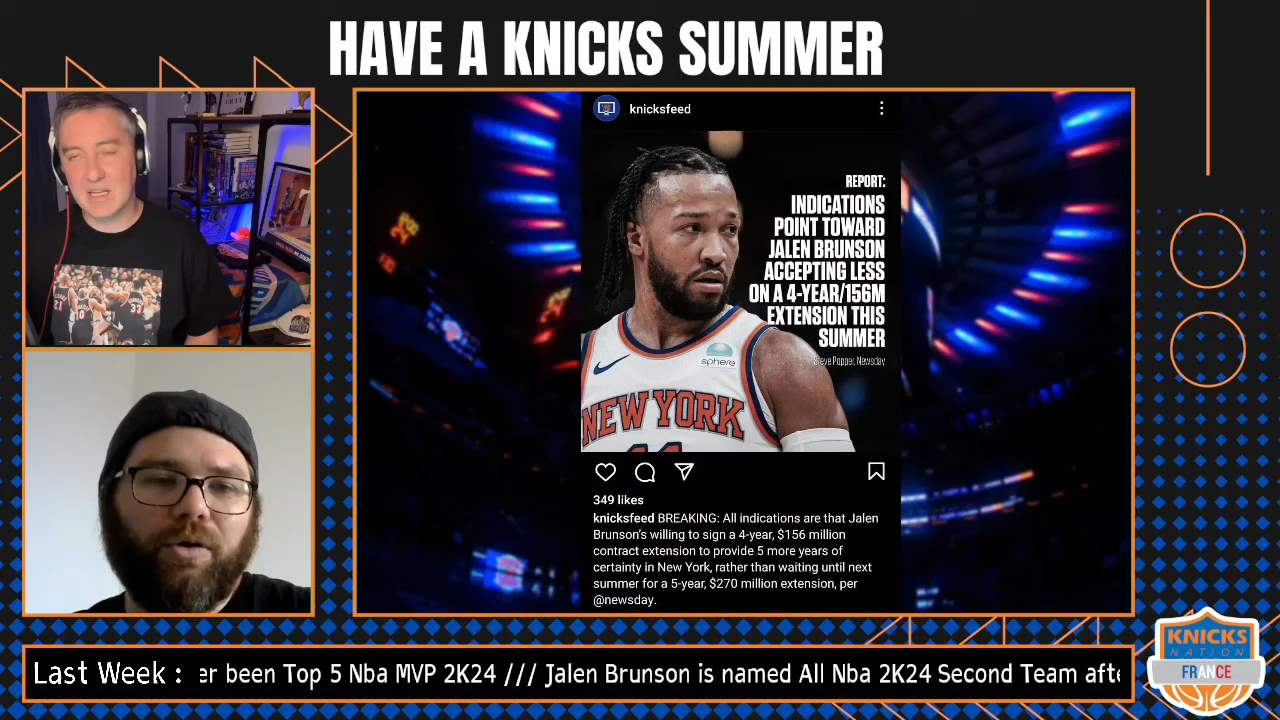 HAVE A KNICKS SUMMER
knicksfeed
REPORT:
INDICATIONS
POINT TOWARD
JALEN BRUNSON
ACCEPTING LESS
ON A 4-YEAR/156M
EXTENSION THIS
SUMMER
Steve Popper, Newsday
sphere
NEW YORK
349 likes
knicksfeed BREAKING: All indications are that Jalen
Brunson's willing to sign a 4-year, $156 million
contract extension to provide 5 more years of
certainty in New York, rather than waiting until next
summer for a 5-year, $270 million extension, per
@newsday.
Last Week : er been Top 5 Nba MVP 2K24 /// Jalen Brunson is named All Nba 2K24 Second Team afte
KNICKS
NATION
FRANCE